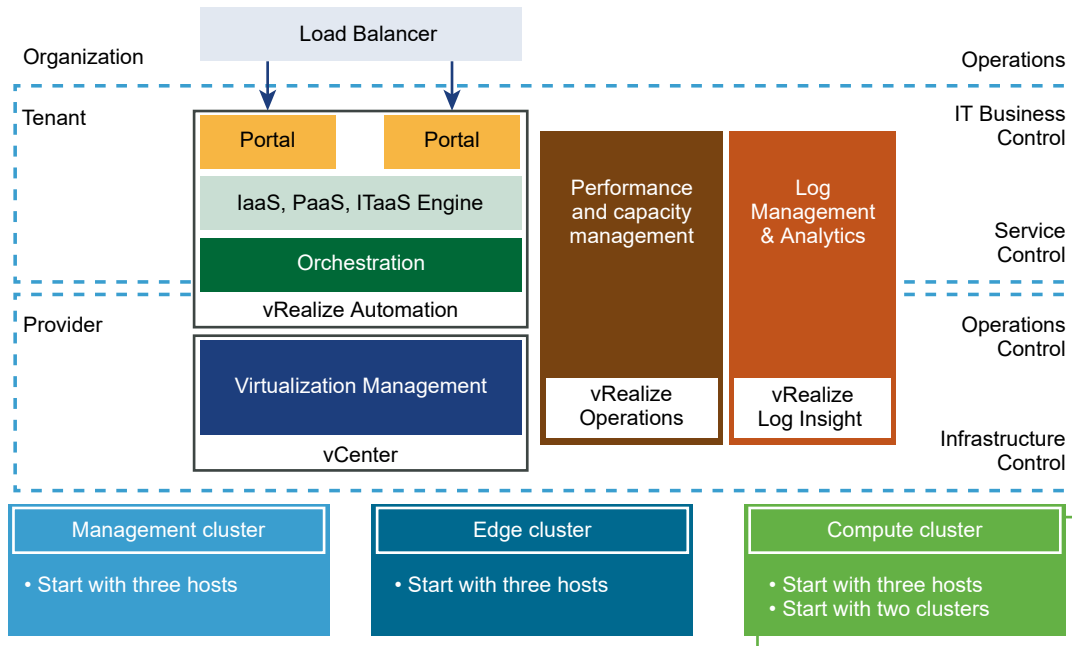 Load Balancer
Organization
Operations
Tenant
IT Business
Control
Portal
Portal
IaaS, PaaS, ITaaS Engine
Orchestration
vRealize Automation
Performance
and capacity
management
Log
Management
& Analytics
Service
Control
Provider
Operations
Control
Virtualization Management
vCenter
vRealize
Operations
vRealize
Log Insight
Infrastructure
Control
Management cluster
• Start with three hosts
Edge cluster
• Start with three hosts
Compute cluster
• Start with three hosts
• Start with two clusters